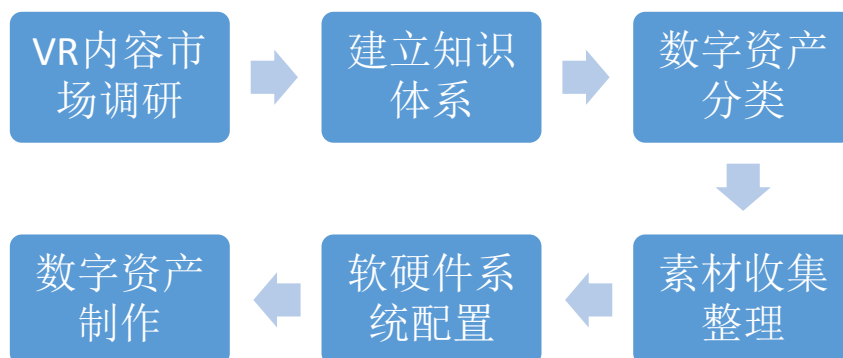 VR内容市
场调研
建立知识
体系
数字资产
分类
素材收集
整理
软硬件系
统配置
数字资产
制作